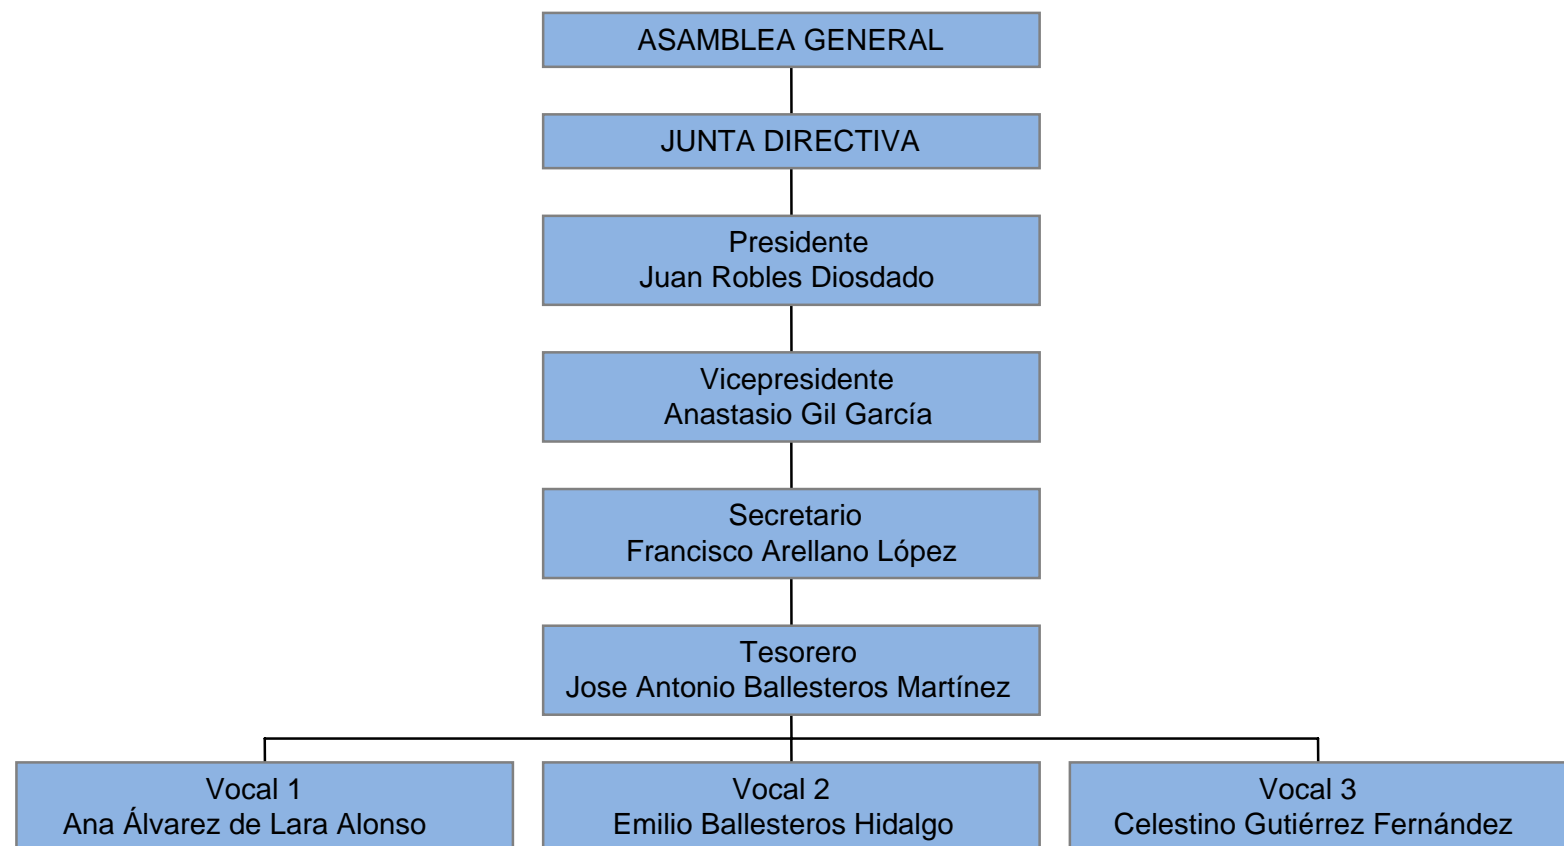 ASAMBLEA GENERAL
JUNTA DIRECTIVA
Presidente
Juan Robles Diosdado
Vicepresidente
Anastasio Gil García
Secretario
Francisco Arellano López
Tesorero
Jose Antonio Ballesteros Martínez
Vocal 1
Ana Álvarez de Lara Alonso
Vocal 2
Emilio Ballesteros Hidalgo
Vocal 3
Celestino Gutiérrez Fernández